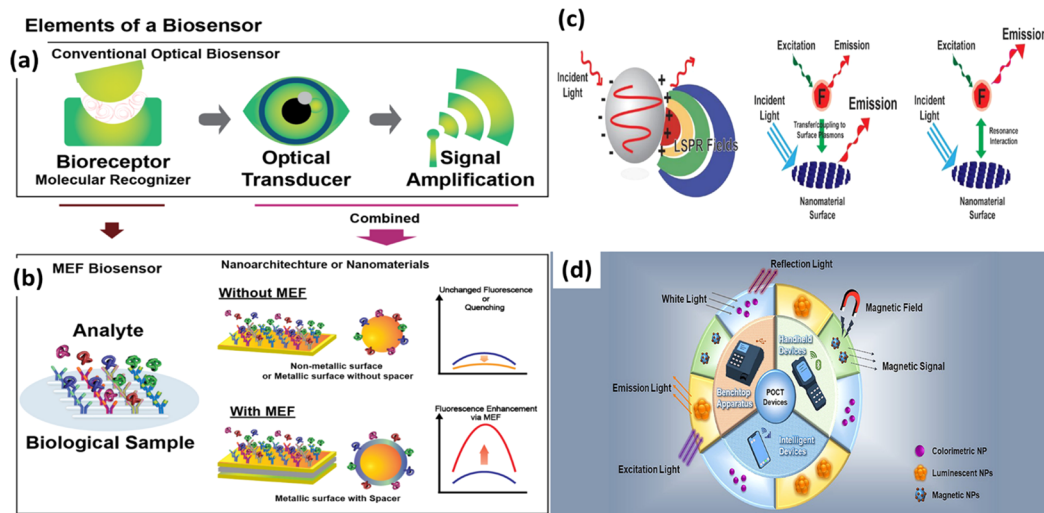 Elements of a Biosensor
(a)
Conventional Optical Biosensor
Bioreceptor
Molecular Recognizer
Optical
Transducer
Signal
Amplification
Combined
(b)
MEF Biosensor
Analyte
Biological Sample
Nanoarchitechture or Nanomaterials
Without MEF
Non-metallic surface
or Metallic surface without spacer
Unchanged Fluorescence
or
Quenching
With MEF
Metallic surface with Spacer
Fluorescence Enhancement
via MEF
(c)
Incident
Light
- - - -
+ + + +
LSPR Fields
Excitation
Emission
F
Incident
Light
Emission
Transfer/coupling to
Surface Plasmons
Nanomaterial
Surface
Excitation
Emission
F
Incident
Light
Resonance
Interaction
Nanomaterial
Surface
(d)
Reflection Light
White Light
Magnetic Field
Magnetic Signal
Emission Light
Excitation Light
Handheld
Devices
Benchtop
Apparatus
POCT
Devices
Intelligent
Devices
Colorimetric NP
Luminescent NPs
Magnetic NPs